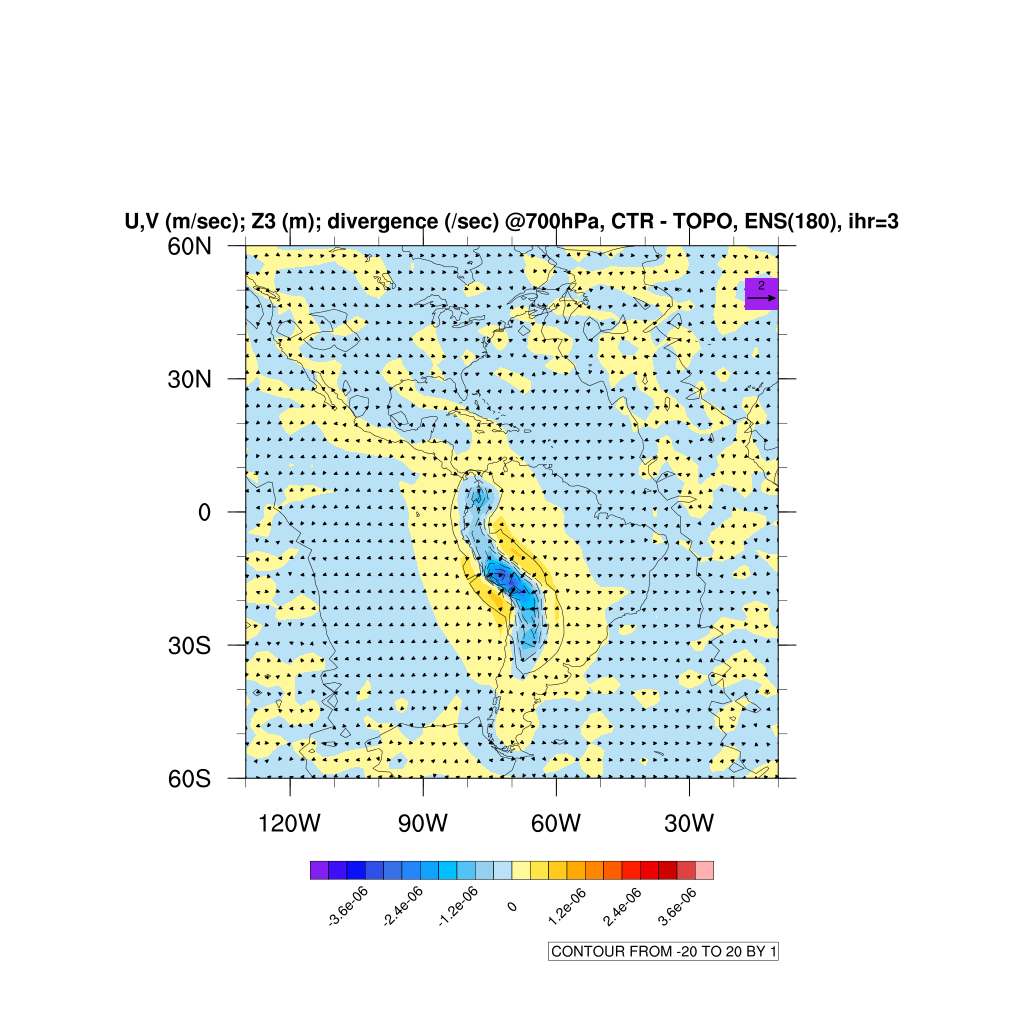 U,V (m/sec); Z3 (m); divergence (/sec) @700hPa, CTR - TOPO, ENS(180), ihr=3
60N
2
30N
0
30S
60S
120W 90W 60W 30W
-3.6e-06 -2.4e-06 -1.2e-06 0 1.2e-06 2.4e-06 3.6e-06
CONTOUR FROM -20 TO 20 BY 1